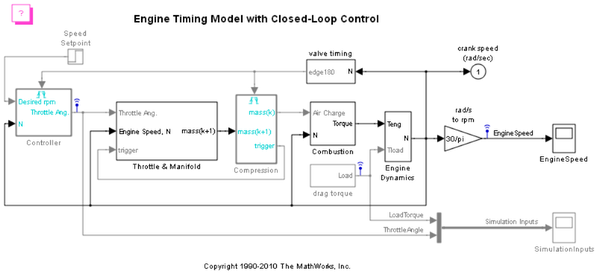 ?
Engine Timing Model with Closed-Loop Control
Speed
Setpoint
valve timing
edge180
N
crank speed
(rad/sec)
1
Desired rpm
Throttle Ang.
N
Controller
Throttle Ang.
Engine Speed, N
trigger
mass(k+1)
Throttle & Manifold
mass(k)
mass(k+1)
trigger
Compression
Air Charge
Torque
N
Combustion
Teng
N
Tload
Engine
Dynamics
rad/s
to rpm
30/pi
EngineSpeed
EngineSpeed
Load
drag torque
LoadTorque
ThrottleAngle
Simulation Inputs
SimulationInputs
Copyright 1990-2010 The MathWorks, Inc.